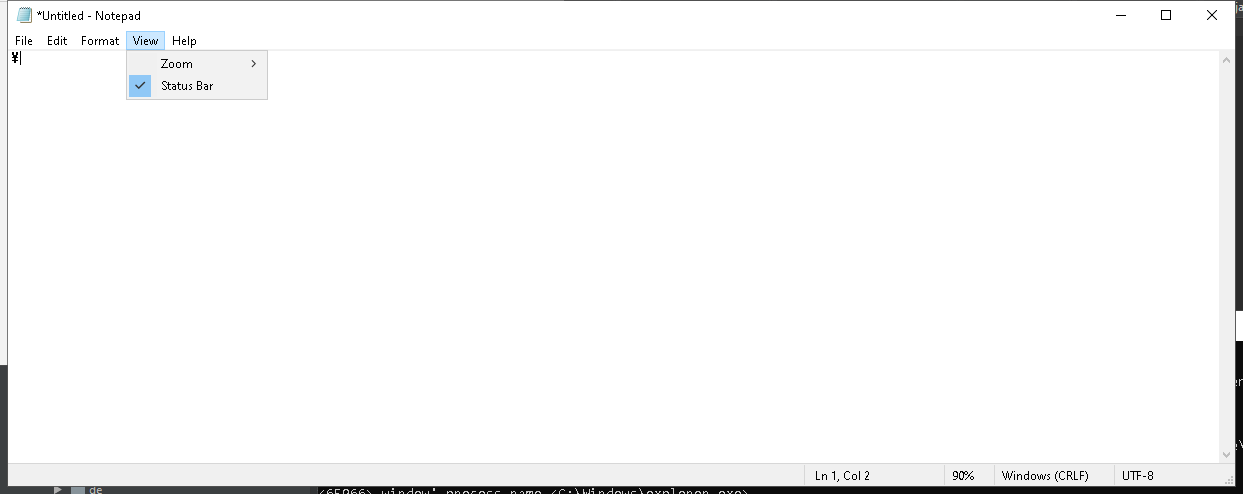 *Untitled - Notepad
File Edit Format View Help
¥
Zoom
Status Bar
Ln 1, Col 2 90% Windows (CRLF) UTF-8
de
window' process name <C:\Windows\explorer.exe>